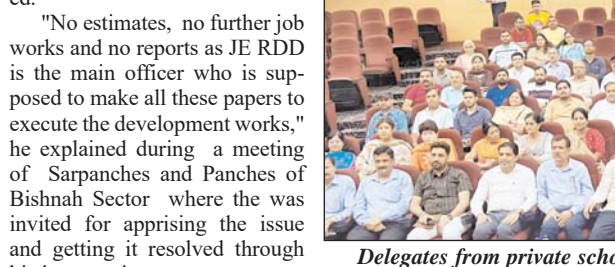 ed.
"No estimates, no further job
works and no reports as JE RDD
is the main officer who is sup-
posed to make all these papers to
execute the development works,"
he explained during a meeting
of Sarpanches and Panches of
Bishnah Sector where the was
invited for apprising the issue
and getting it resolved through
Delegates from private scho